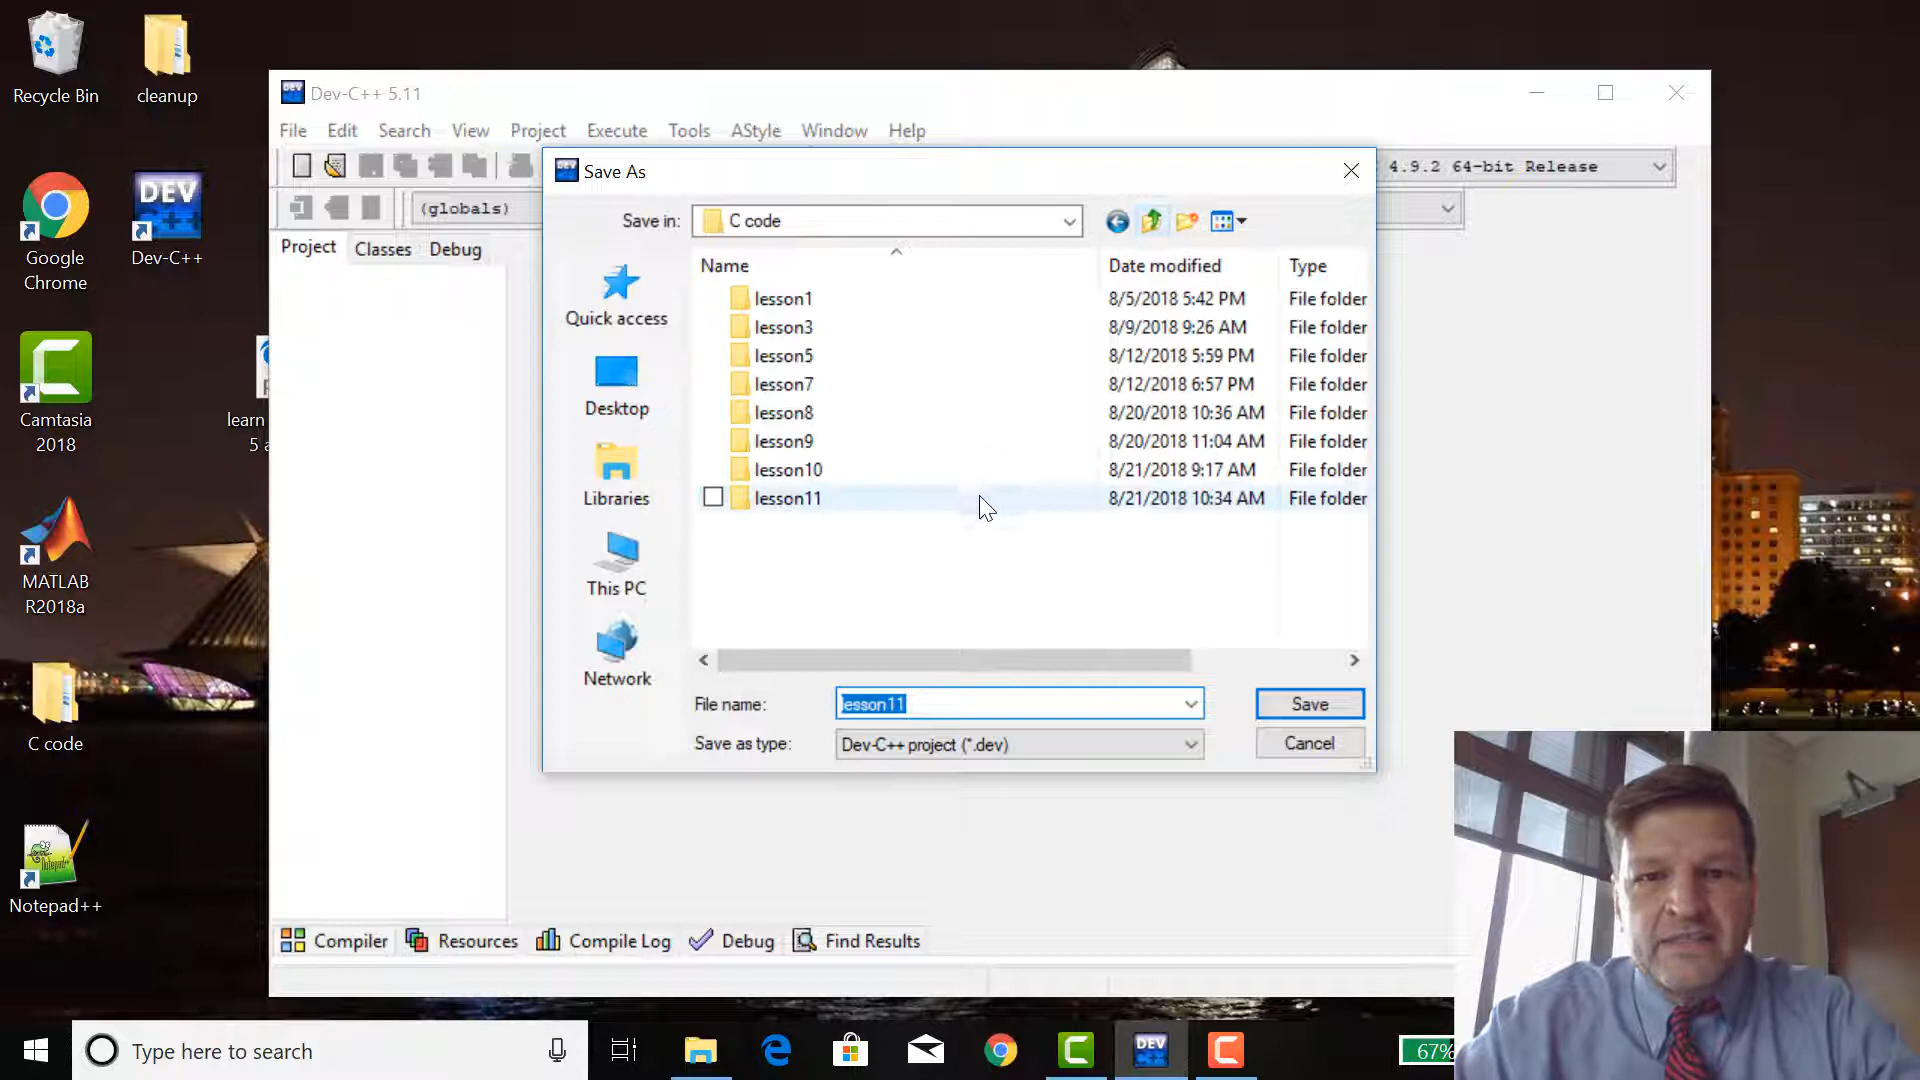 Recycle Bin
cleanup
Google
Chrome
DEV
C++
Dev-C++
Camtasia
2018
learn
5 a
MATLAB
R2018a
C code
Notepad++
Dev-C++ 5.11
File Edit Search View Project Execute Tools AStyle Window Help
4.9.2 64-bit Release
(globals)
Project Classes Debug
Save As
Save in: C code
Name Date modified Type
lesson1 8/5/2018 5:42 PM File folder
lesson3 8/9/2018 9:26 AM File folder
lesson5 8/12/2018 5:59 PM File folder
lesson7 8/12/2018 6:57 PM File folder
lesson8 8/20/2018 10:36 AM File folder
lesson9 8/20/2018 11:04 AM File folder
lesson10 8/21/2018 9:17 AM File folder
lesson11 8/21/2018 10:34 AM File folder
Quick access
Desktop
Libraries
This PC
Network
File name: lesson11 Save
Save as type: Dev-C++ project (*.dev) Cancel
Compiler Resources Compile Log Debug Find Results
Type here to search
DEV
C++
67%